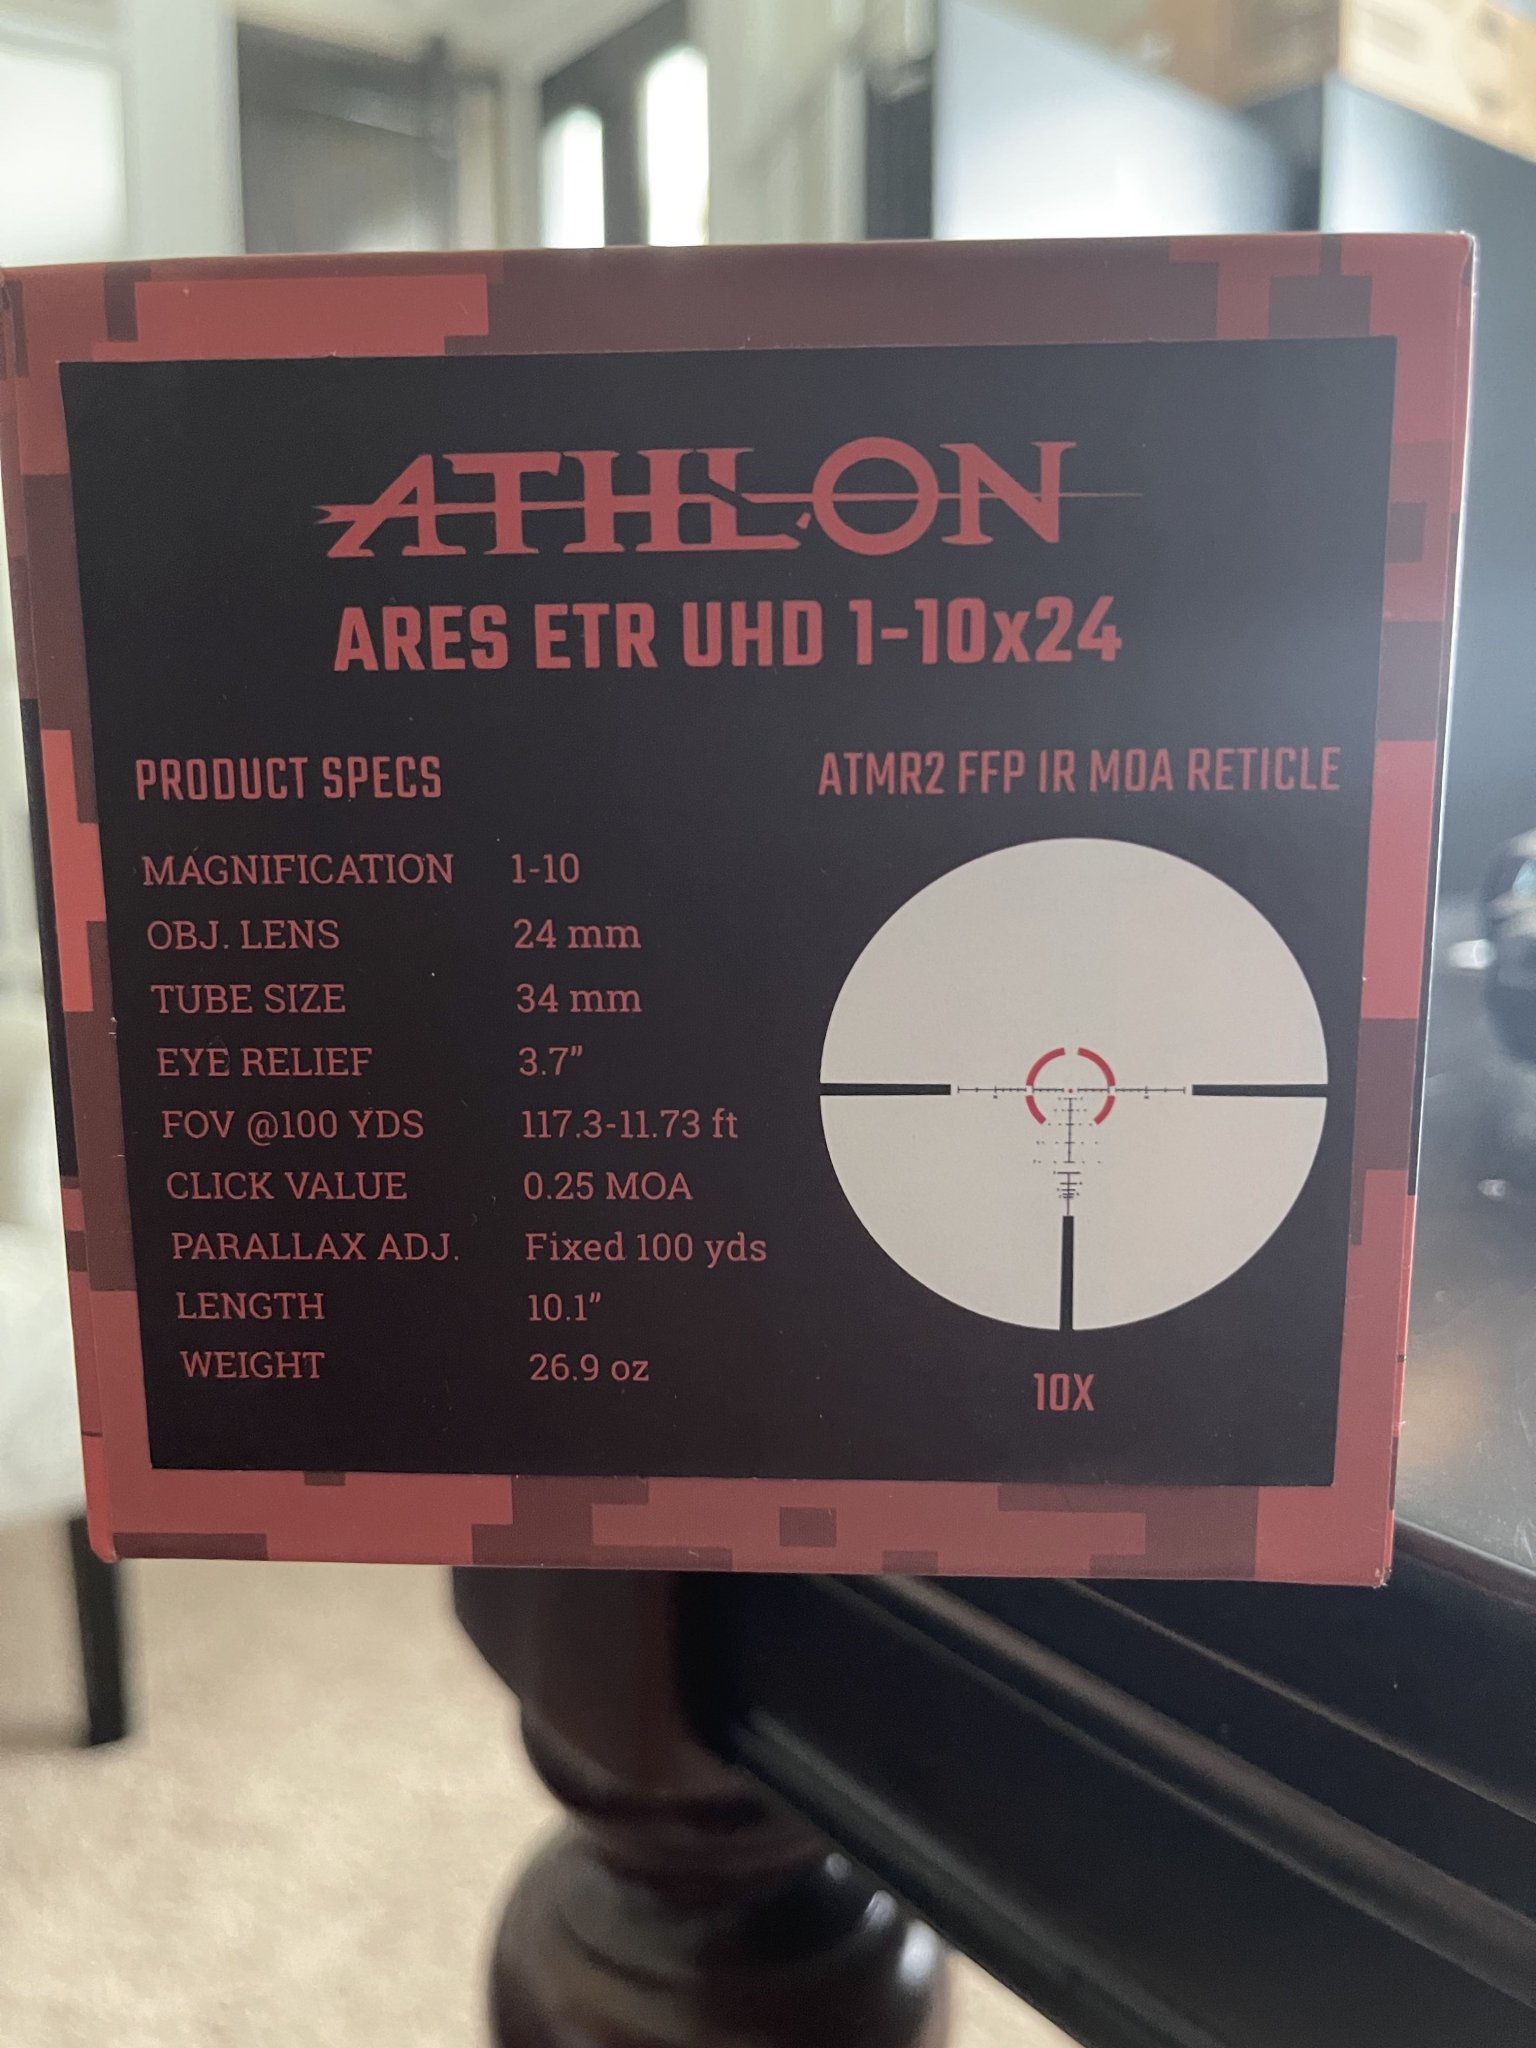 ATHLON
ARES ETR UHD 1-10x24
PRODUCT SPECS
MAGNIFICATION 1-10
OBJ. LENS 24 mm
TUBE SIZE 34 mm
EYE RELIEF 3.7"
FOV @100 YDS 117.3-11.73 ft
CLICK VALUE 0.25 MOA
PARALLAX ADJ. Fixed 100 yds
LENGTH 10.1"
WEIGHT 26.9 oz
ATMR2 FFP IR MOA RETICLE
10X